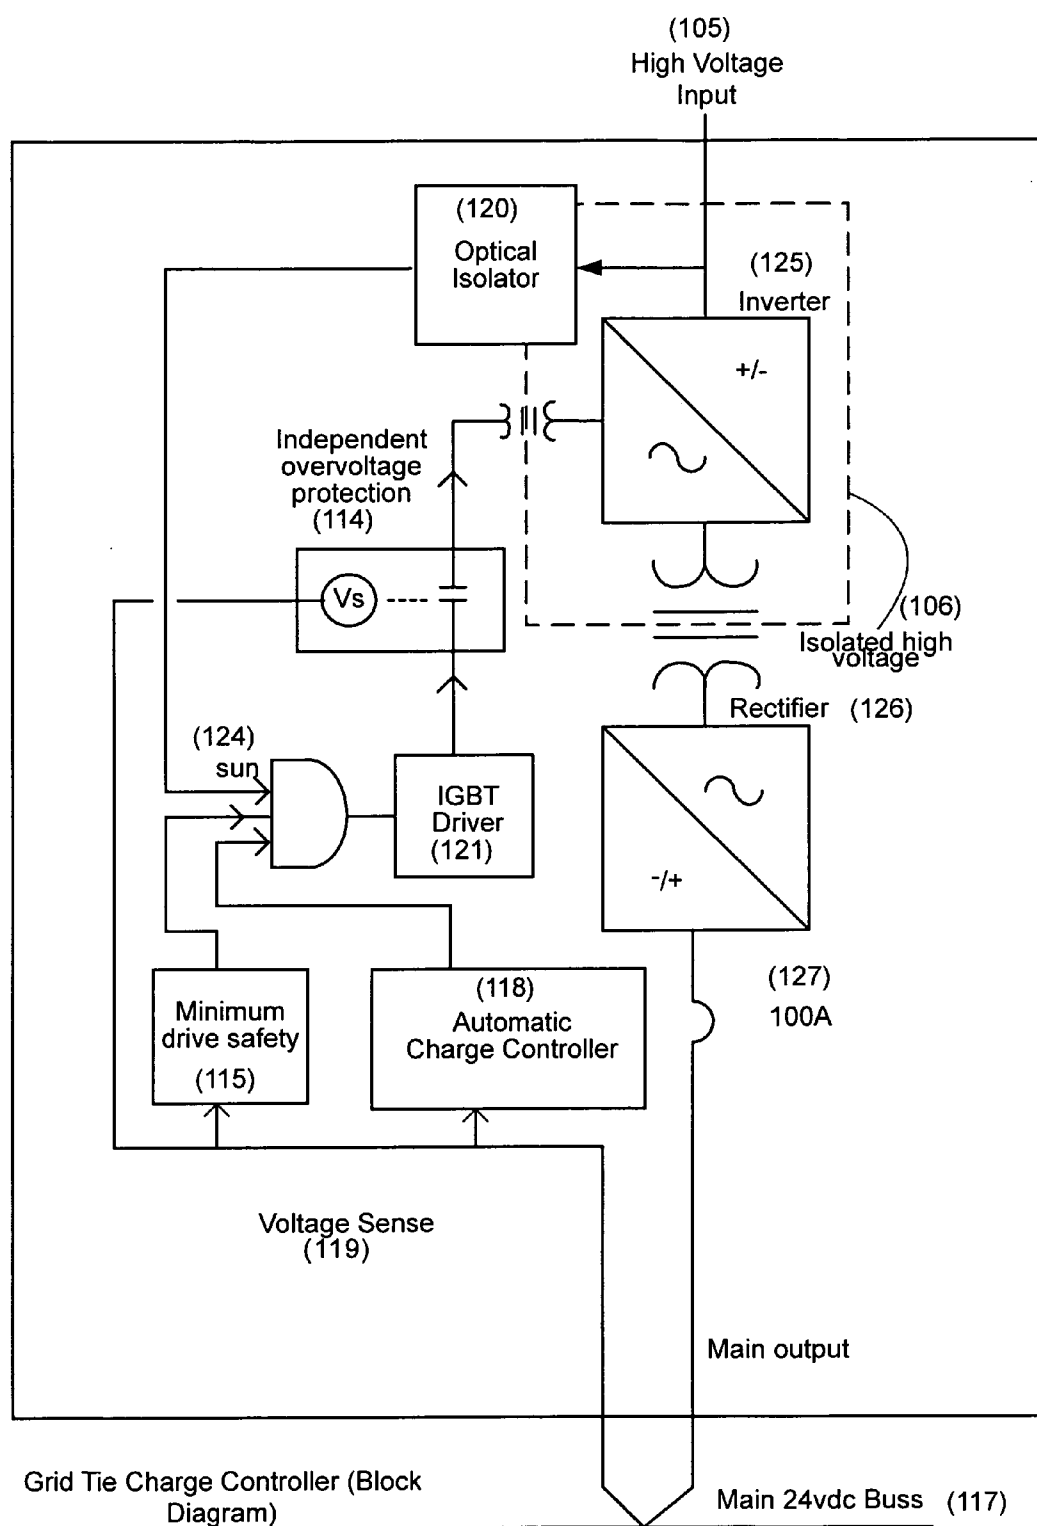 (105)
High Voltage
Input
(120)
Optical
Isolator
(125)
Inverter
+/-
Independent
overvoltage
protection
(114)
Vs
(106)
Isolated high
voltage
Rectifier (126)
(124)
sun
IGBT
Driver
(121)
-/+
(118)
Automatic
Charge Controller
(127)
100A
Minimum
drive safety
(115)
Voltage Sense
(119)
Main output
Grid Tie Charge Controller (Block
Diagram)
Main 24vdc Buss (117)